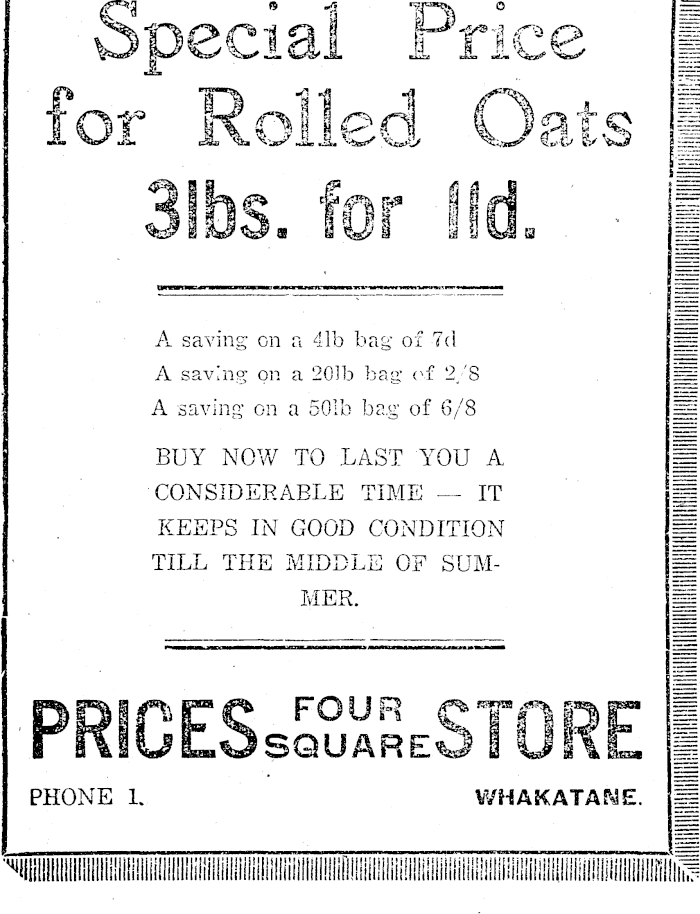 Special Price
for Rolled Oats
3lbs. for 11d.
A saving on a 4lb bag of 7d
A saving on a 20lb bag of 2/8
A saving on a 50lb bag of 6/8
BUY NOW TO LAST YOU A
CONSIDERABLE TIME — IT
KEEPS IN GOOD CONDITION
TILL THE MIDDLE OF SUM-
MER.
PRICES FOUR SQUARE STORE
PHONE 1.
WHAKATANE.